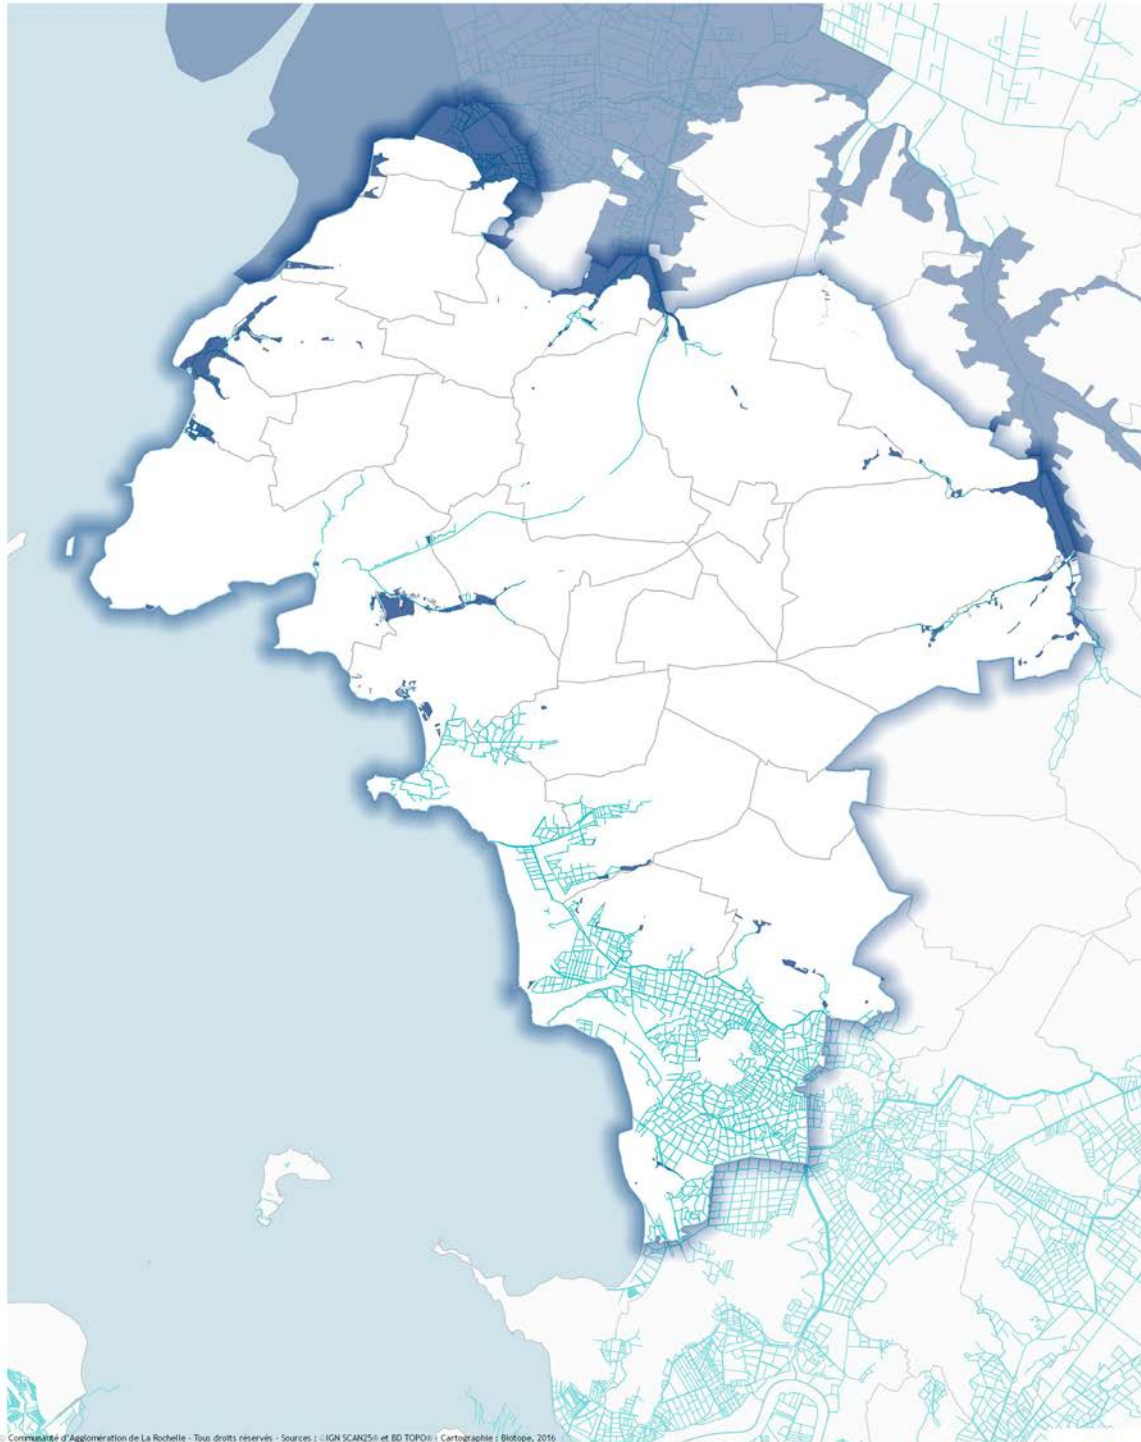 © Communauté d'Agglomération de La Rochelle - Tous droits réservés - Sources : ©IGN SCAN25® et BD TOPO® - Cartographie : Biotope, 2016